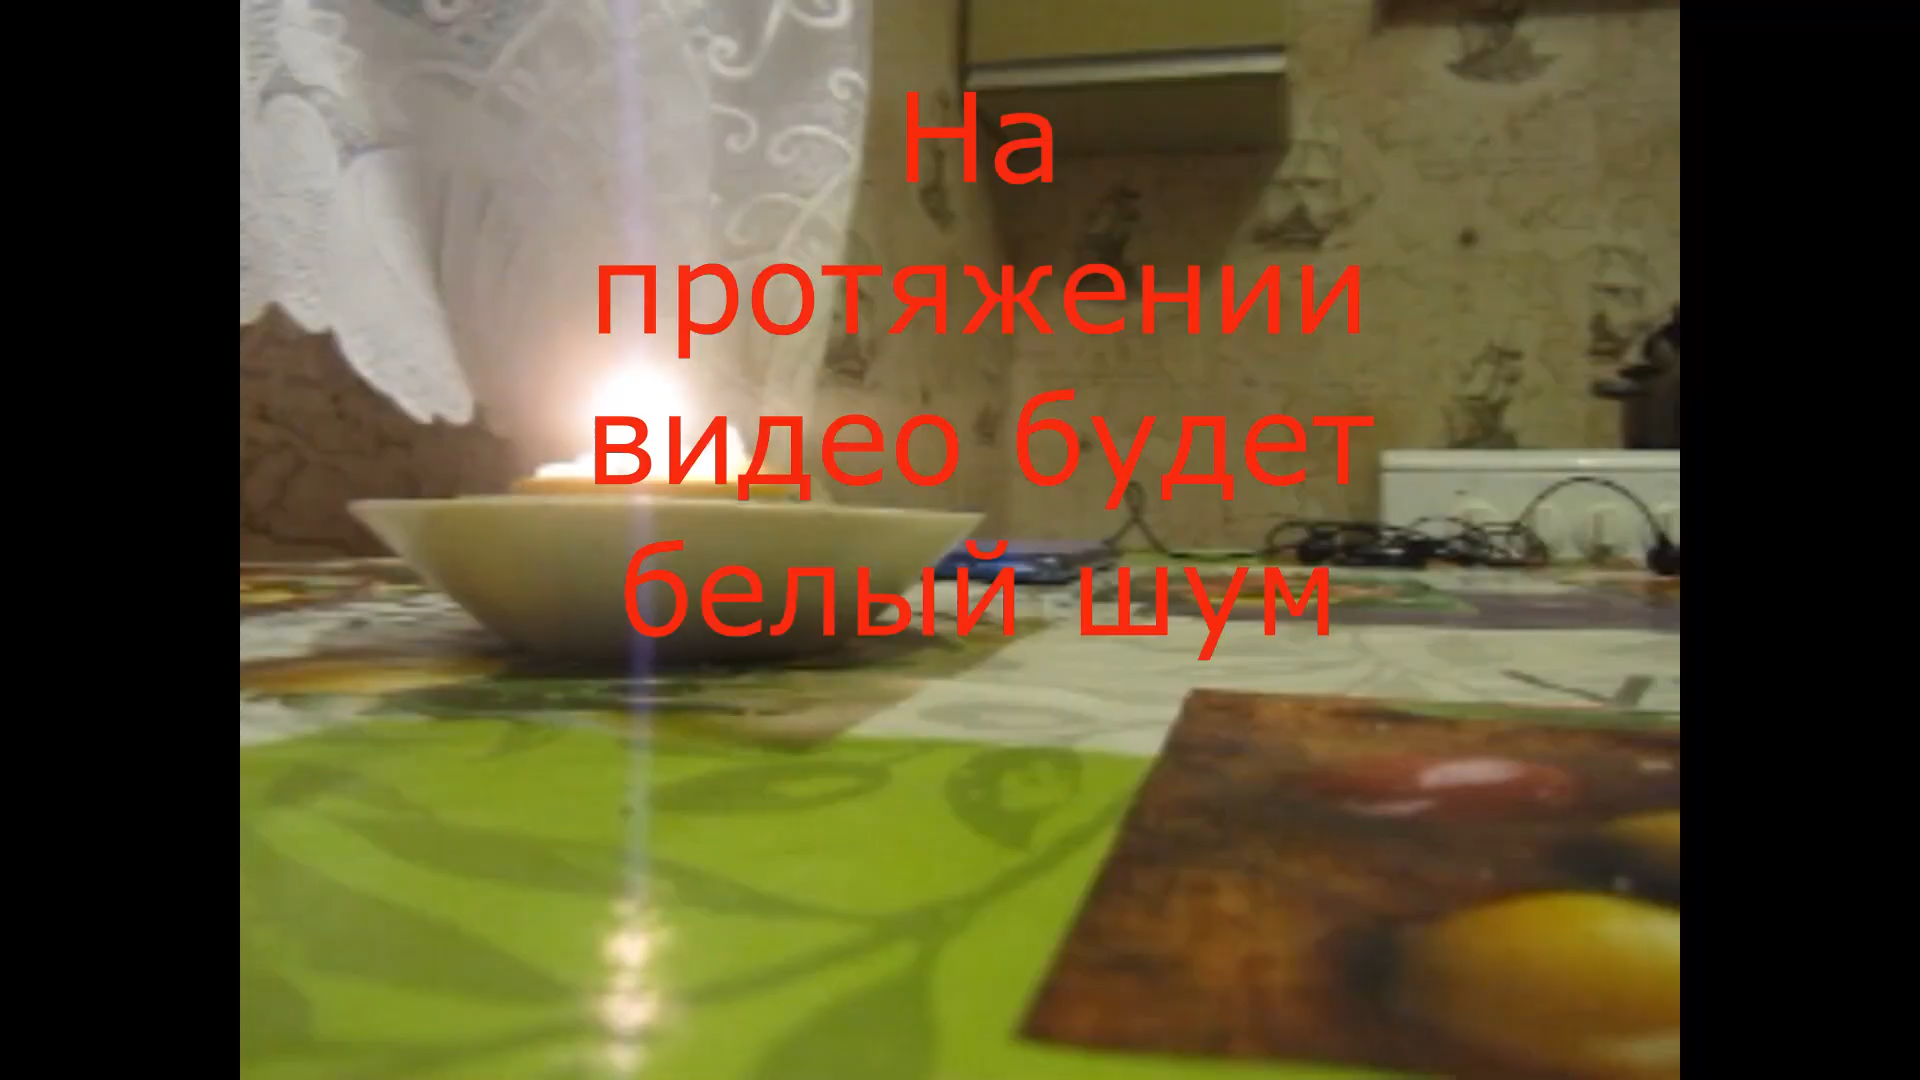 На
протяжении
видео будет
белый шум